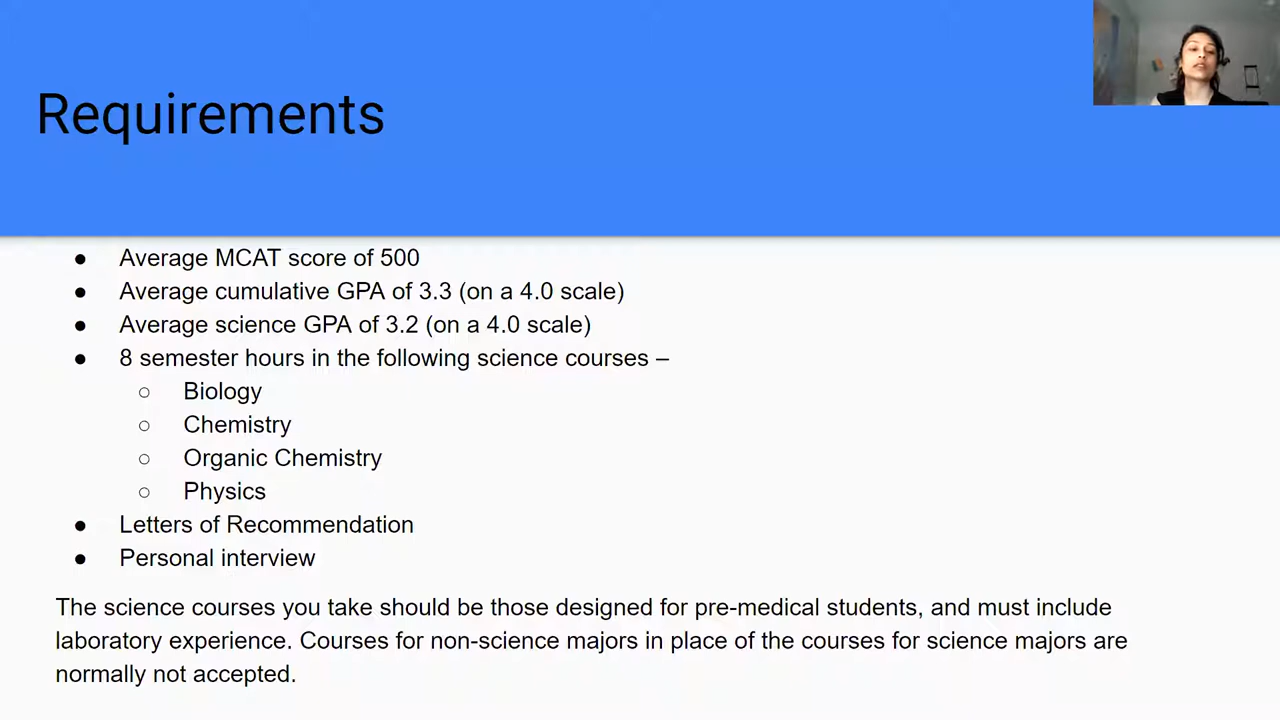 Requirements
● Average MCAT score of 500
● Average cumulative GPA of 3.3 (on a 4.0 scale)
● Average science GPA of 3.2 (on a 4.0 scale)
● 8 semester hours in the following science courses –
○ Biology
○ Chemistry
○ Organic Chemistry
○ Physics
● Letters of Recommendation
● Personal interview
The science courses you take should be those designed for pre-medical students, and must include
laboratory experience. Courses for non-science majors in place of the courses for science majors are
normally not accepted.